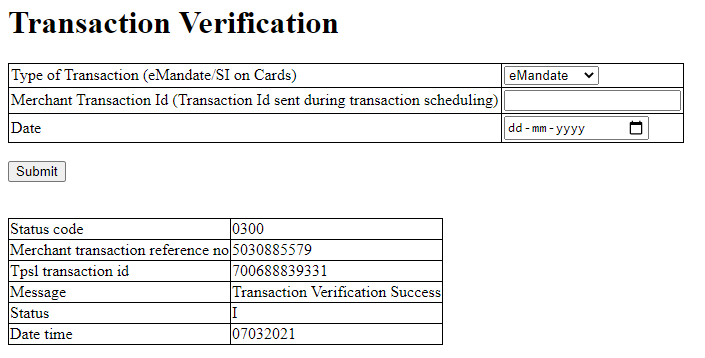 Transaction Verification
Type of Transaction (eMandate/SI on Cards) eMandate
Merchant Transaction Id (Transaction Id sent during transaction scheduling)
Date dd-mm-yyyy
Submit
Status code 0300
Merchant transaction reference no 5030885579
Tpsl transaction id 700688839331
Message Transaction Verification Success
Status I
Date time 07032021